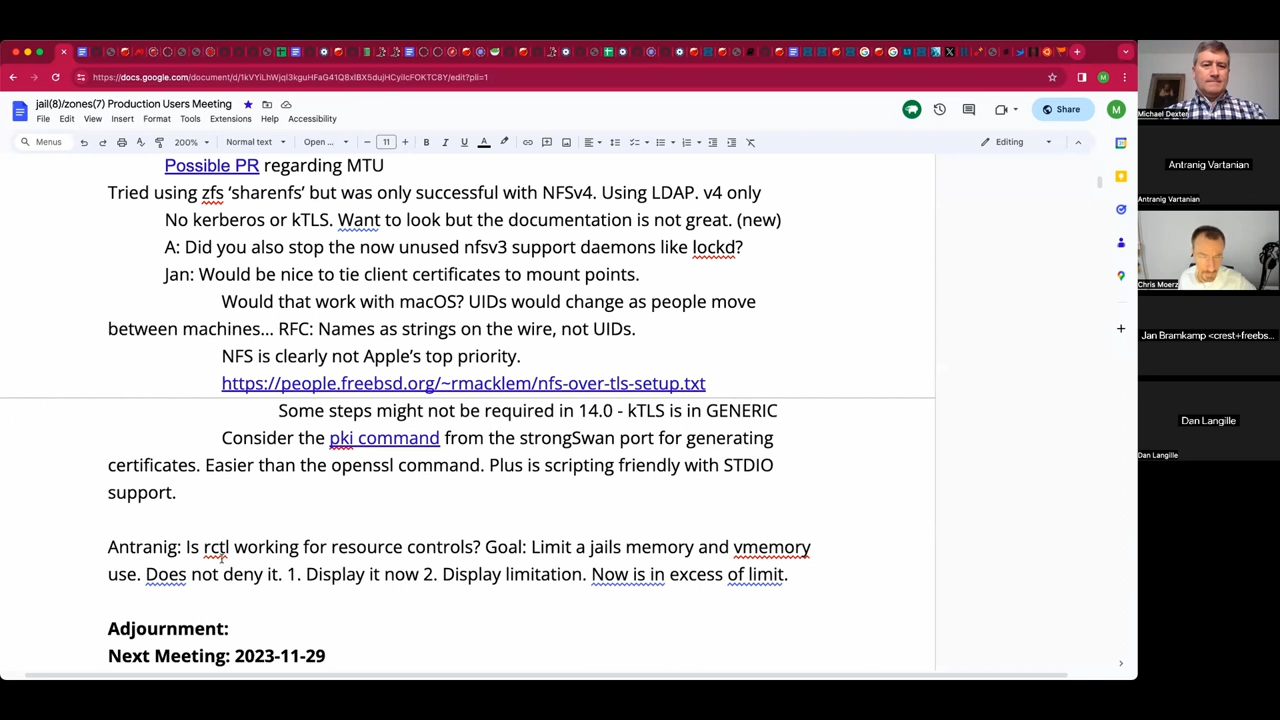 https://docs.google.com/document/d/1kVYiLhWjqI3kguHFaG41Q8xIBX5dujHCyilcFOKTC8Y/edit?pli=1
jail(8)/zones(7) Production Users Meeting
File Edit View Insert Format Tools Extensions Help Accessibility
Share
M
Menus
200%
Normal text
Open ...
11
Editing
Possible PR regarding MTU
Tried using zfs ‘sharenfs’ but was only successful with NFSv4. Using LDAP. v4 only
No kerberos or kTLS. Want to look but the documentation is not great. (new)
A: Did you also stop the now unused nfsv3 support daemons like lockd?
Jan: Would be nice to tie client certificates to mount points.
Would that work with macOS? UIDs would change as people move
between machines... RFC: Names as strings on the wire, not UIDs.
NFS is clearly not Apple’s top priority.
https://people.freebsd.org/~rmacklem/nfs-over-tls-setup.txt
Some steps might not be required in 14.0 - kTLS is in GENERIC
Consider the pki command from the strongSwan port for generating
certificates. Easier than the openssl command. Plus is scripting friendly with STDIO
support.
Antranig: Is rctl working for resource controls? Goal: Limit a jails memory and vmemory
use. Does not deny it. 1. Display it now 2. Display limitation. Now is in excess of limit.
Adjournment:
Next Meeting: 2023-11-29
Michael Dexter
Antranig Vartanian
Antranig Vartanian
Chris Moerz
Jan Bramkamp <crest+freebs...
Dan Langille
Dan Langille